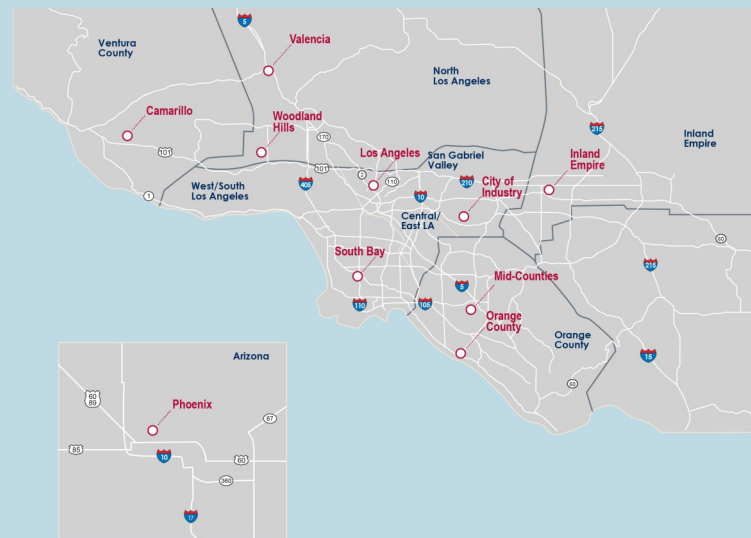 5
Ventura
County
Valencia
North
Los Angeles
Camarillo
Woodland
Hills
215
Inland
Empire
170
101
101
Los Angeles
San Gabriel
Valley
2
110
405
10
210
Inland
Empire
City of
Industry
1
West/South
Los Angeles
Central/
East LA
60
South Bay
215
Mid-Counties
5
110
105
Orange
County
Orange
County
15
60
Arizona
60
89
Phoenix
87
85
10
60
360
17